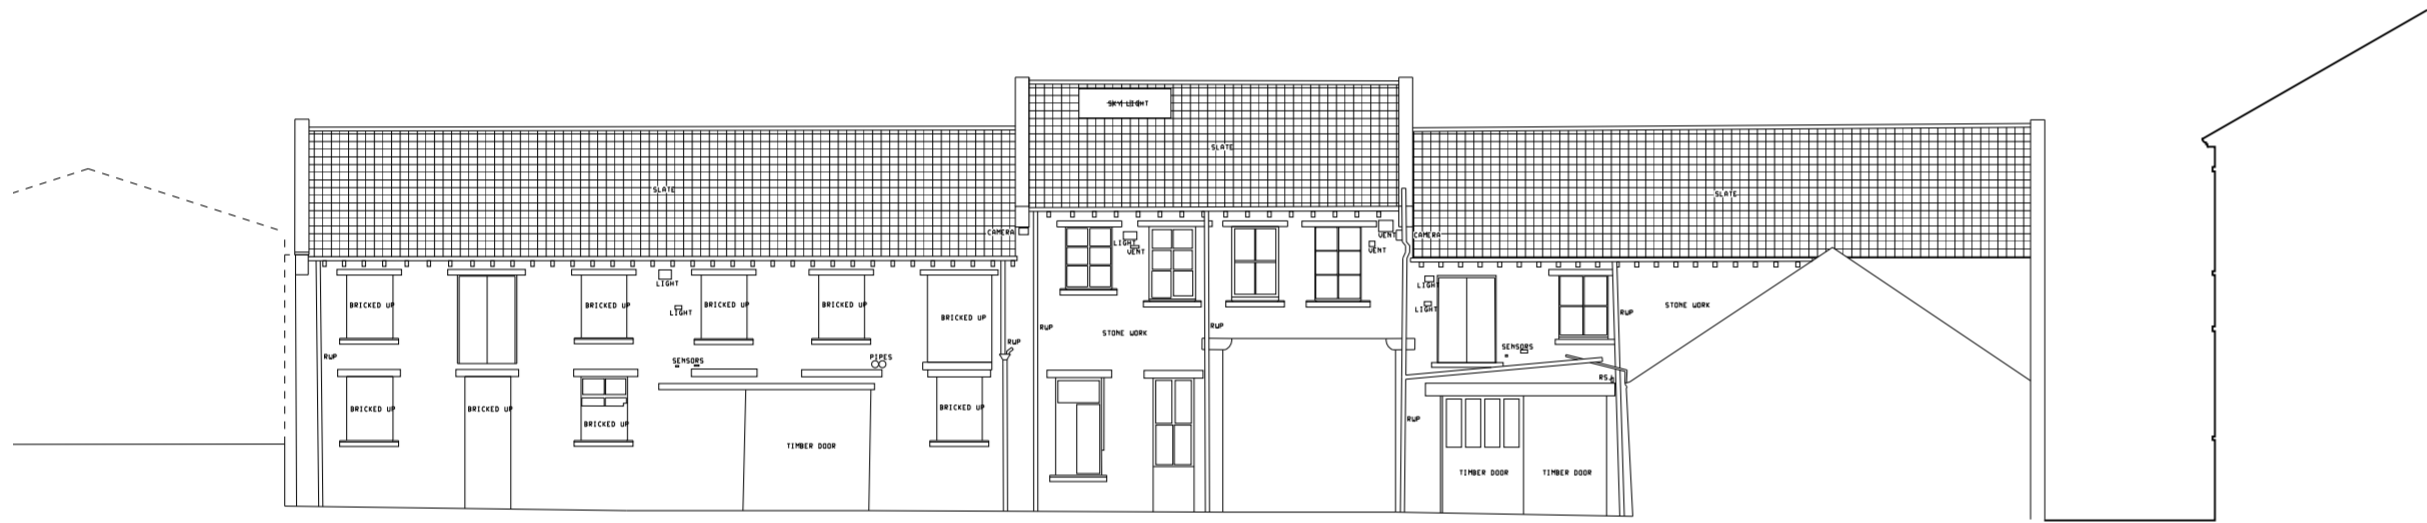 SKY LIGHT
SLATE
SLATE
SLATE
CAMERA
LIGHT
VENT
VENT
VENT
CAMERA
LIGHT
LIGHT
LIGHT
LIGHT
BRICKED UP
BRICKED UP
BRICKED UP
BRICKED UP
BRICKED UP
STONE WORK
STONE WORK
RWP
RWP
RWP
RWP
RWP
SENSORS
PIPES
SENSORS
BRICKED UP
BRICKED UP
BRICKED UP
BRICKED UP
RWP
TIMBER DOOR
TIMBER DOOR
TIMBER DOOR